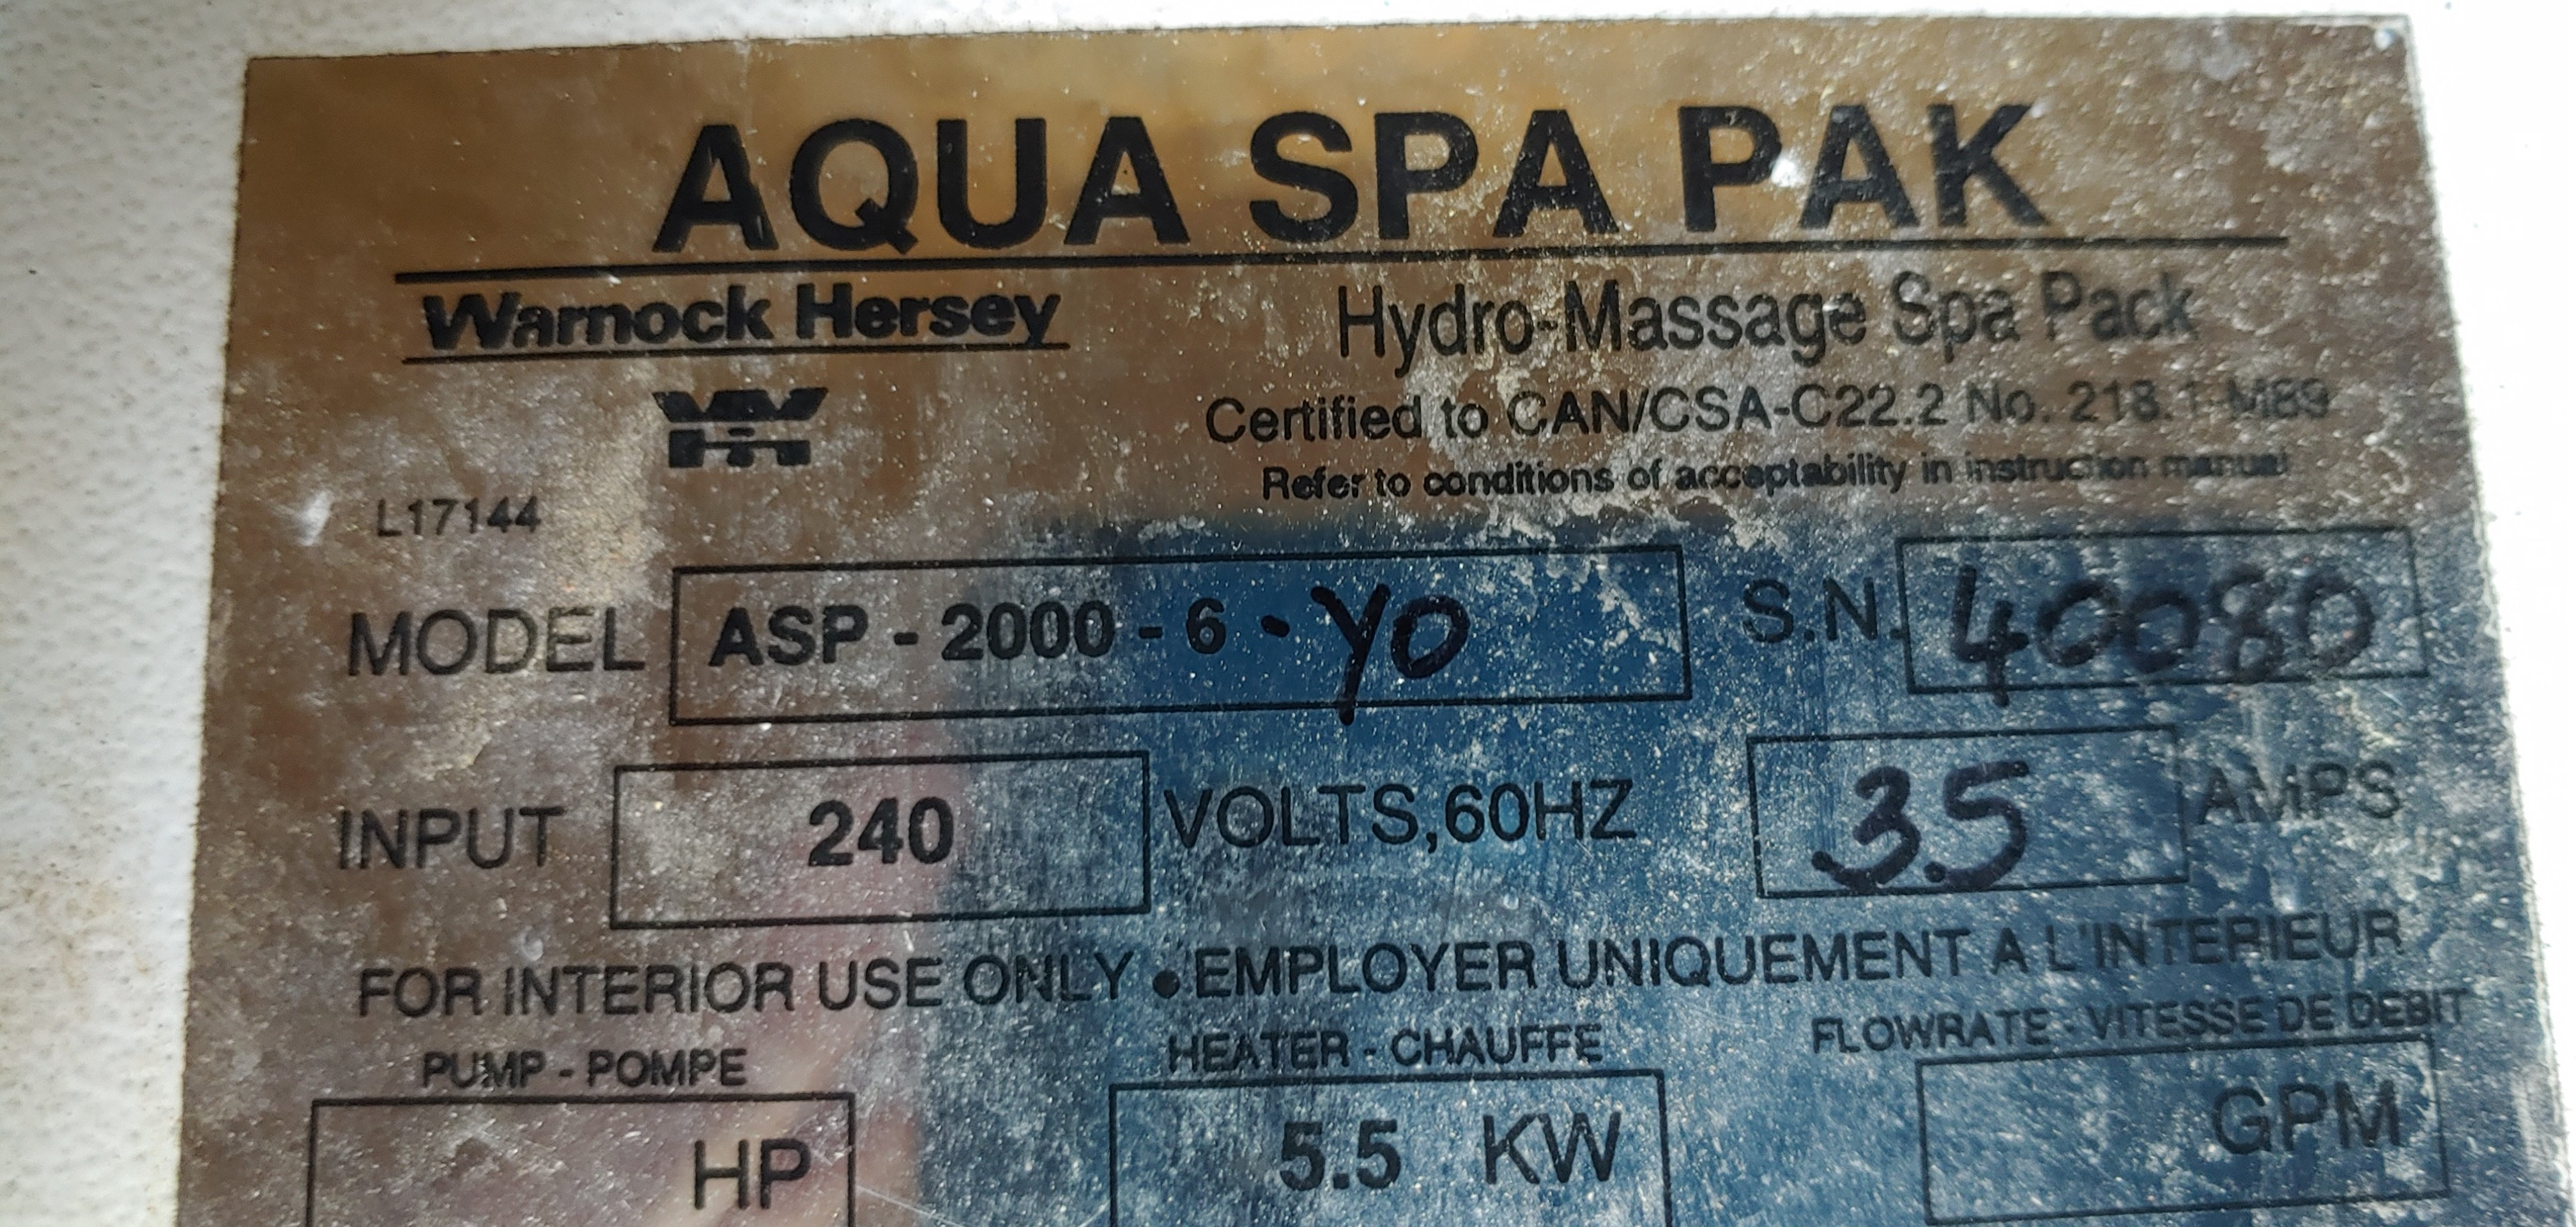 AQUA SPA PAK
Warnock Hersey
Hydro-Massage Spa Pack
WH
Certified to CAN/CSA-C22.2 No. 218.1-M89
Refer to conditions of acceptability in instruction manual
L17144
MODEL ASP - 2000 - 6 - YO S.N. 40080
INPUT 240 VOLTS,60HZ 35 AMPS
FOR INTERIOR USE ONLY • EMPLOYER UNIQUEMENT A L'INTERIEUR
PUMP - POMPE HEATER - CHAUFFE FLOWRATE - VITESSE DE DEBIT
HP 5.5 KW GPM